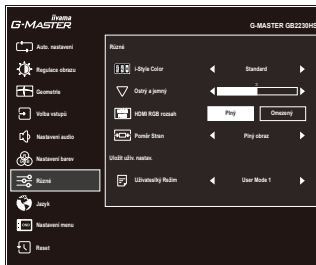 iiyama
G-MASTER
G-MASTER GB2230HS
Auto. nastavení
Různé
Regulace obrazu
i-Style Color
Standard
Geometrie
Ostrý a jemný
Volba vstupů
HDMI RGB rozsah
Plný
Omezený
Nastavení audio
Poměr Stran
Plný obraz
Nastavení barev
Uložit uživ. nastav.
Různé
Uživateslký Režim
User Mode 1
Jazyk
Nastavení menu
Reset